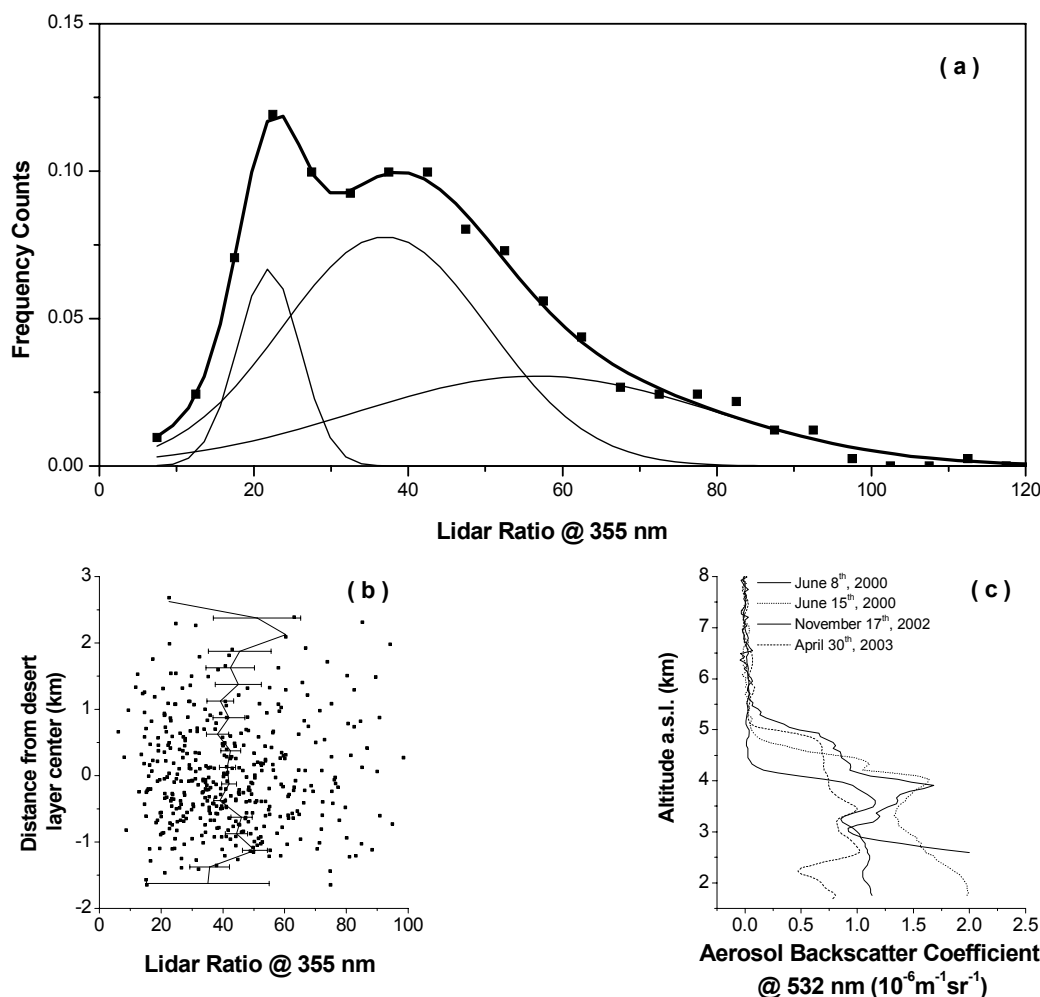 0.15
0.10
0.05
0.00
Frequency Counts
( a )
0 20 40 60 80 100 120
Lidar Ratio @ 355 nm
3
2
1
0
-1
-2
Distance from desert
layer center (km)
( b )
0 20 40 60 80 100
Lidar Ratio @ 355 nm
8
7
6
5
4
3
2
Altitude a.s.l. (km)
June 8th, 2000
June 15th, 2000
November 17th, 2002
April 30th, 2003
( c )
0.0 0.5 1.0 1.5 2.0 2.5
Aerosol Backscatter Coefficient
@ 532 nm (10-6m-1sr-1)